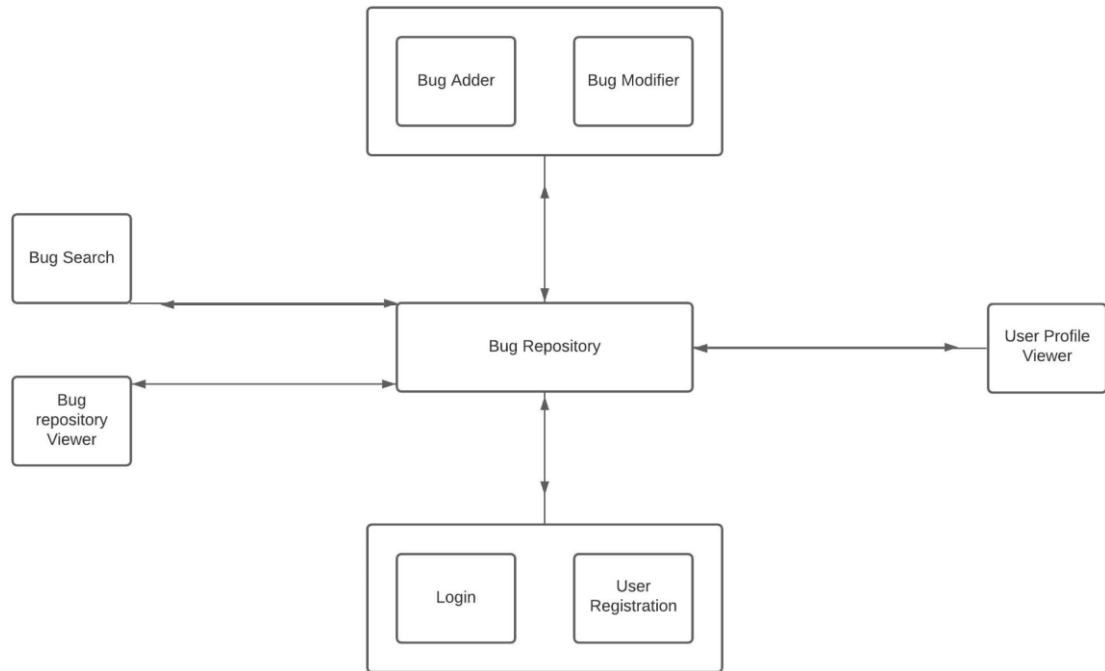 Bug Adder
Bug Modifier
Bug Search
Bug Repository
User Profile
Viewer
Bug
repository
Viewer
Login
User
Registration